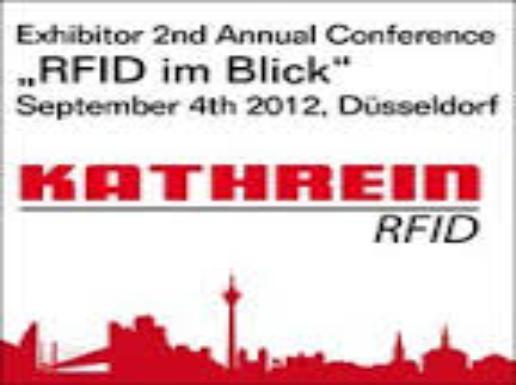 Exhibitor 2nd Annual Conference
„RFID im Blick“
September 4th 2012, Düsseldorf
KATHREIN
RFID